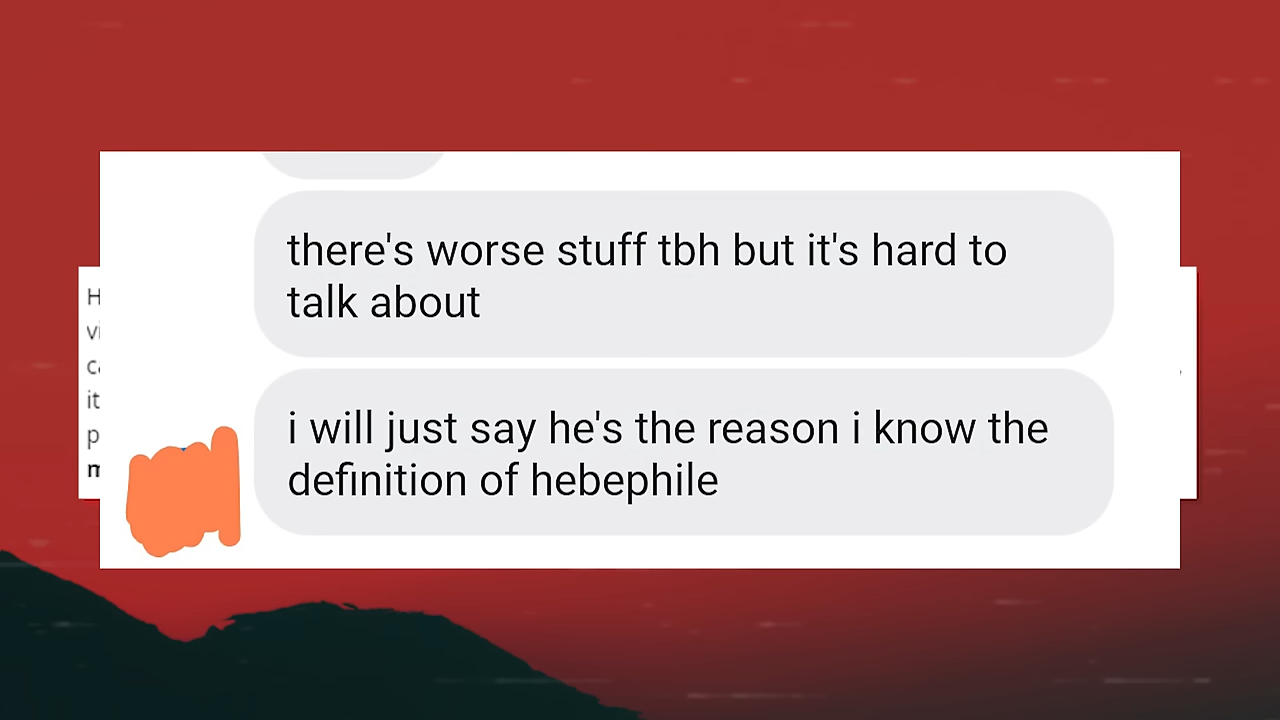 there's worse stuff tbh but it's hard to
talk about
i will just say he's the reason i know the
definition of hebephile